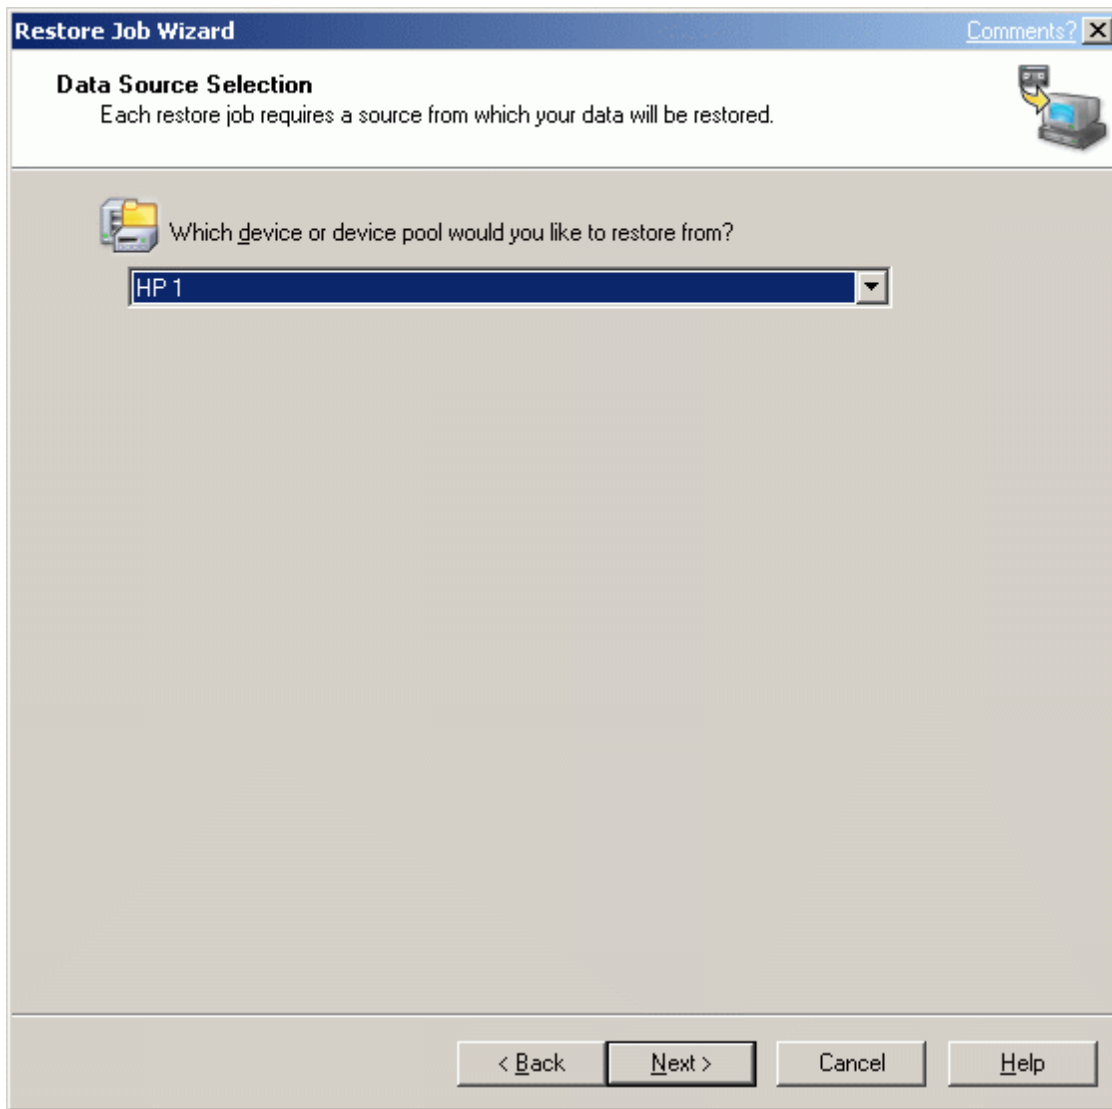 Restore Job Wizard
Comments?
Data Source Selection
Each restore job requires a source from which your data will be restored.
Which device or device pool would you like to restore from?
HP 1
< Back
Next >
Cancel
Help